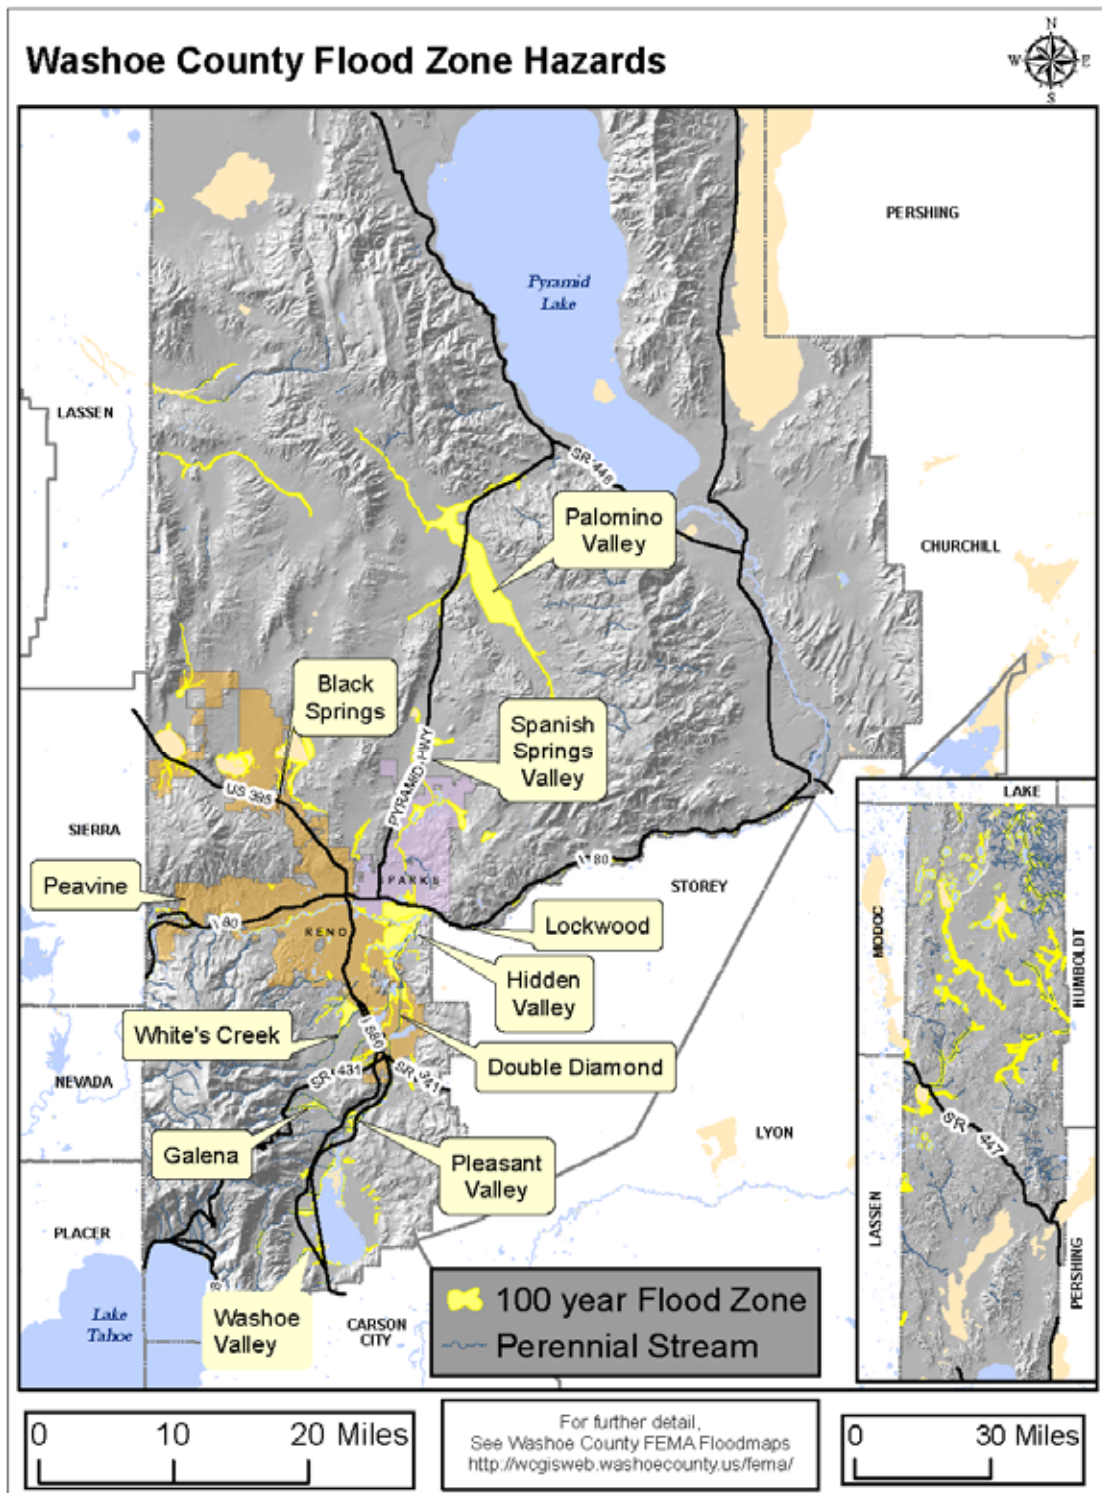 Washoe County Flood Zone Hazards
N
W
E
S
PERSHING
Pyramid
Lake
LASSEN
SR 446
Palomino
Valley
CHURCHILL
Black
Springs
Spanish
Springs
Valley
PYRAMID HWY
US 395
SIERRA
LAKE
Peavine
SPARKS
I 80
STOREY
I 80
RENO
Lockwood
MODOC
HUMBOLDT
Hidden
Valley
White's Creek
I 580
Double Diamond
SR 431
SR 341
NEVADA
Galena
Pleasant
Valley
LYON
SR 447
LASSEN
PLACER
PERSHING
Lake
Tahoe
Washoe
Valley
CARSON
CITY
100 year Flood Zone
Perennial Stream
0 10 20 Miles
For further detail,
See Washoe County FEMA Floodmaps
http://wcgisweb.washoecounty.us/fema/
0 30 Miles